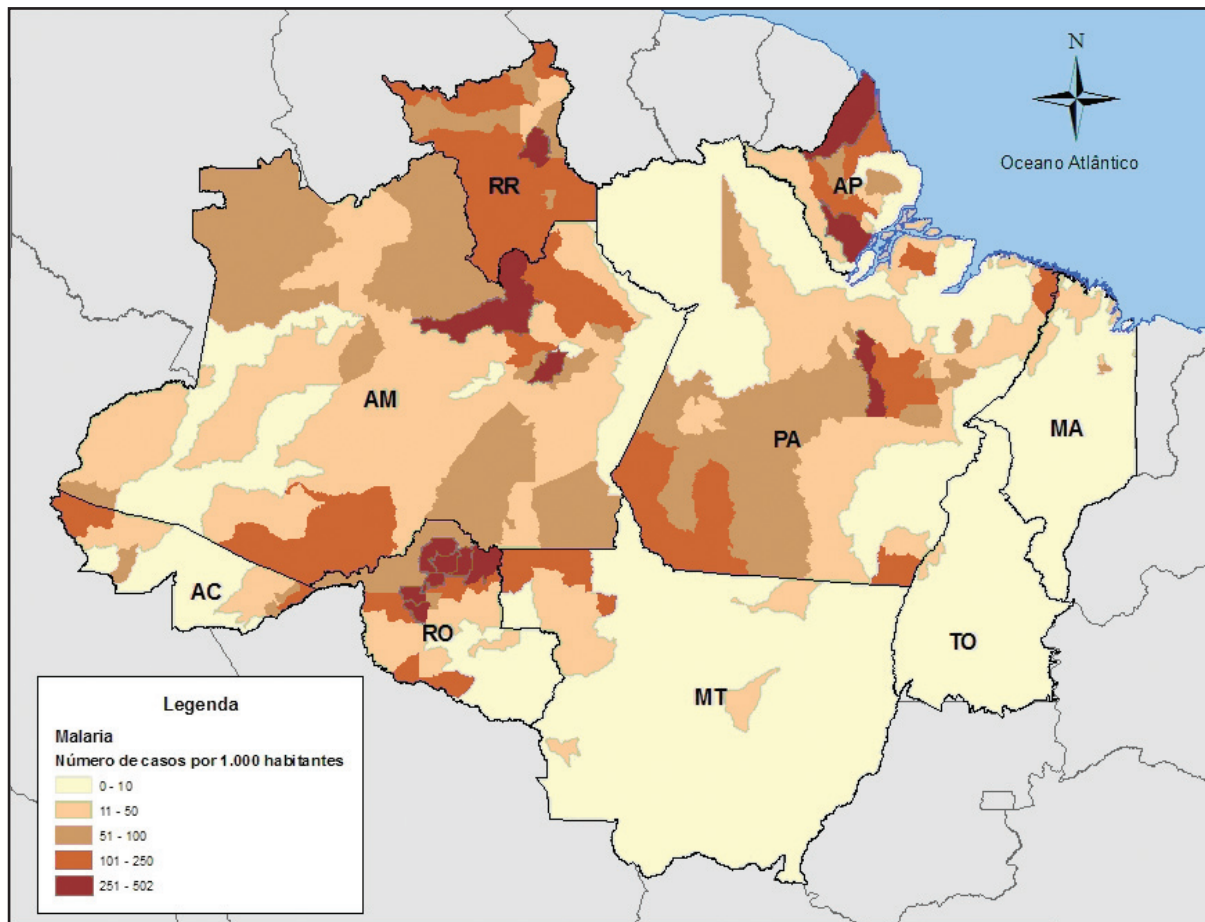 N
Oceano Atlântico
RR
AP
AM
PA
MA
AC
RO
TO
MT
Legenda
Malaria
Número de casos por 1.000 habitantes
0 - 10
11 - 50
51 - 100
101 - 250
251 - 502